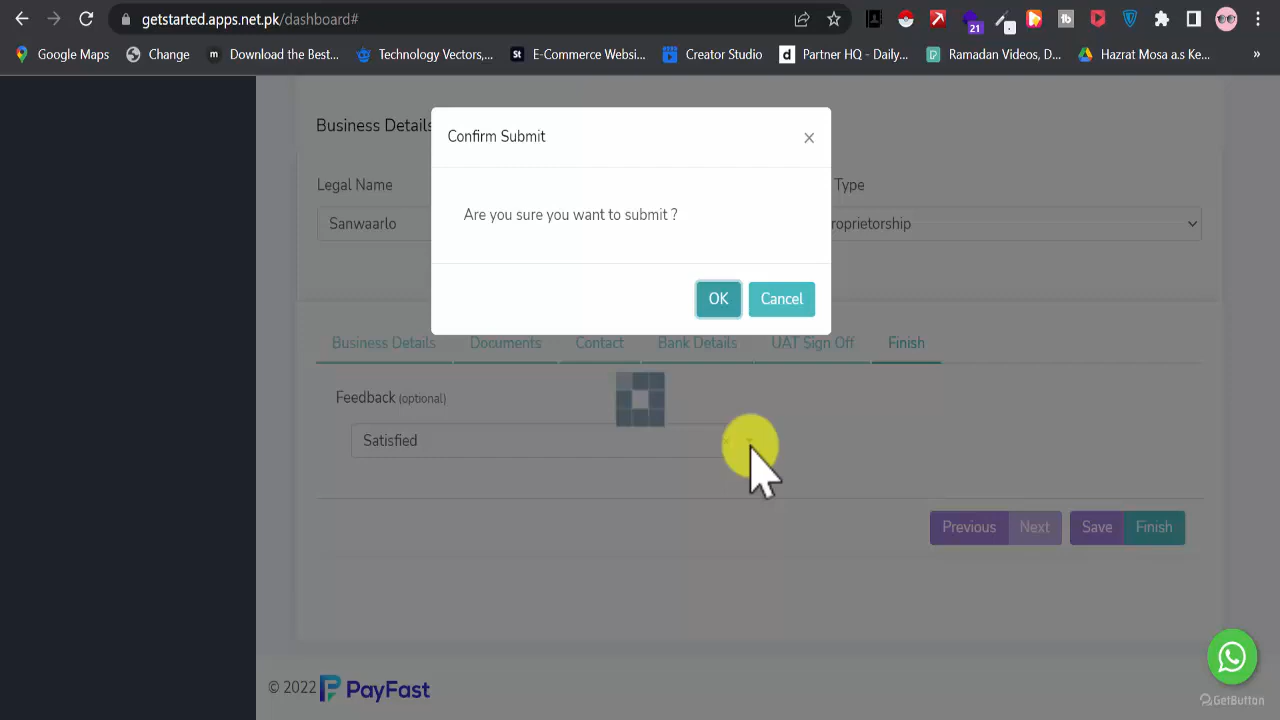 getstarted.apps.net.pk/dashboard#
21
Google Maps
Change
m Download the Best...
Technology Vectors,...
St E-Commerce Websi...
Creator Studio
d Partner HQ - Daily...
Ramadan Videos, D...
Hazrat Mosa a.s Ke...
»
Business Details
Confirm Submit
×
Legal Name
Type
Are you sure you want to submit ?
Sanwaarlo
roprietorship
OK
Cancel
Business Details
Documents
Contact
Bank Details
UAT Sign Off
Finish
Feedback (optional)
Satisfied
Previous
Next
Save
Finish
© 2022 PayFast
GetButton